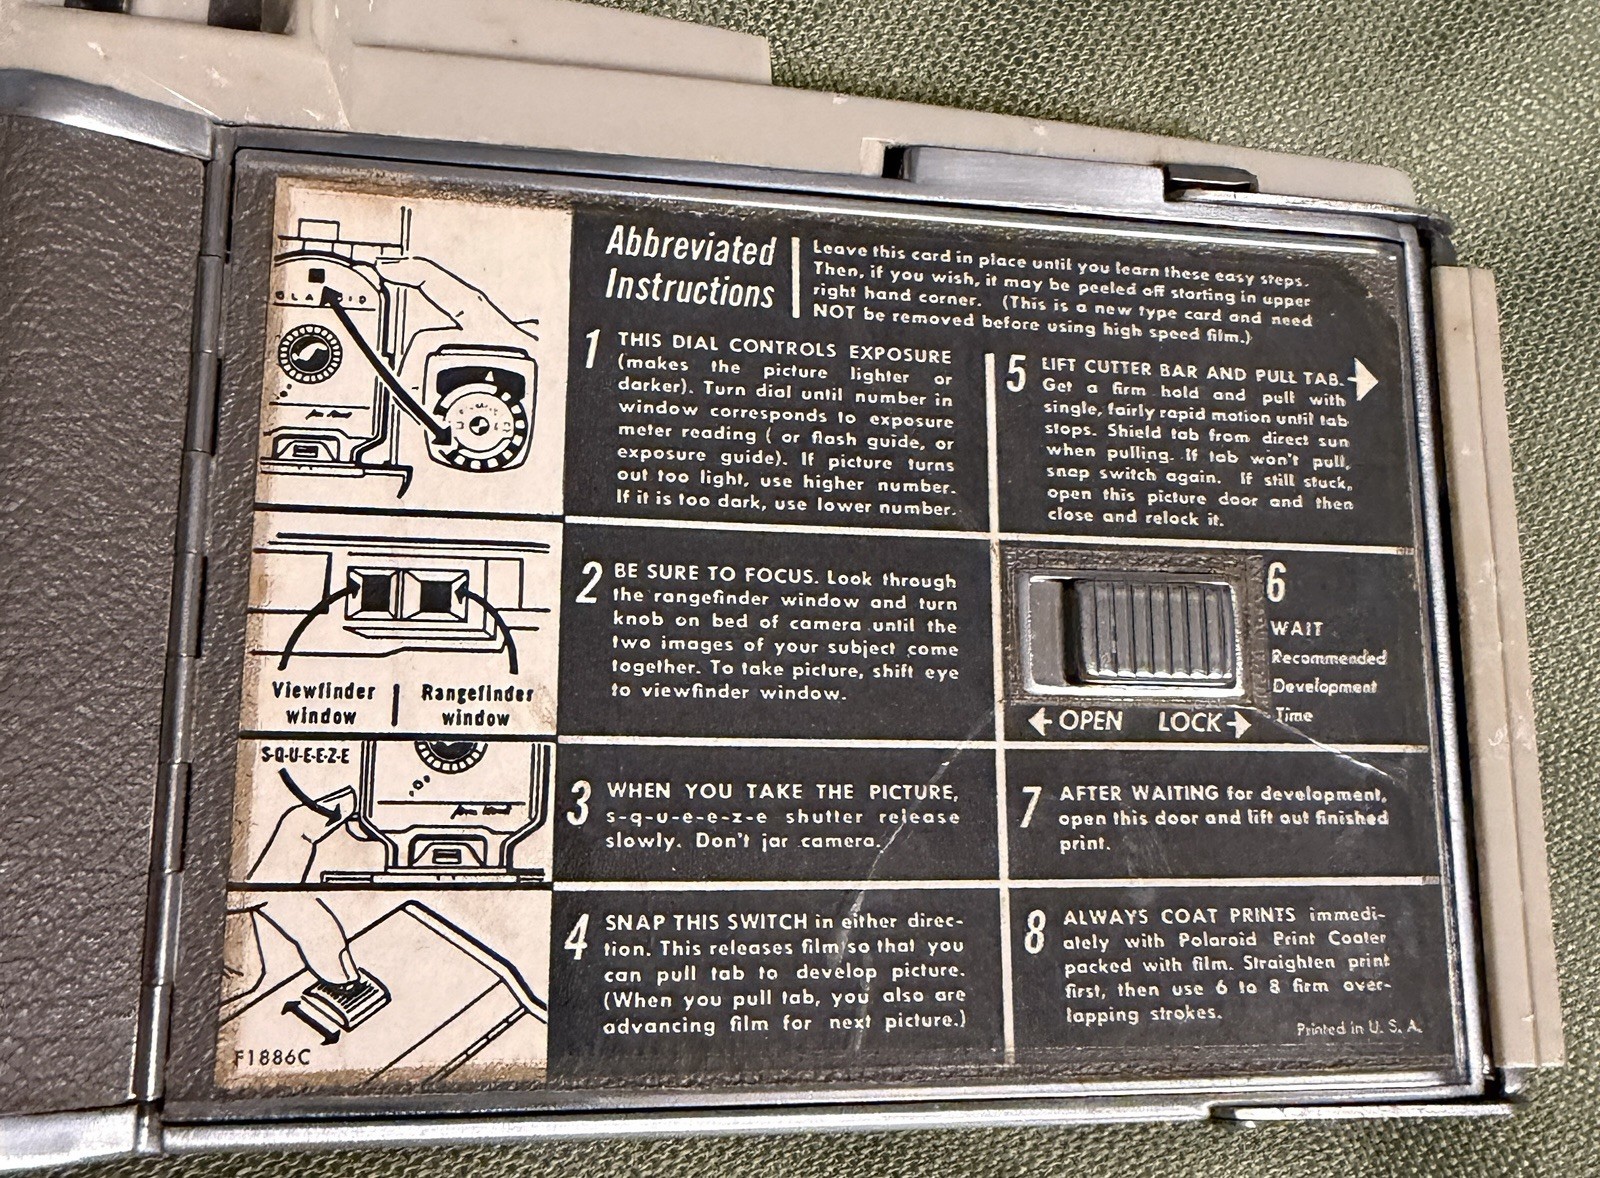 Abbreviated
Instructions
Leave this card in place until you learn these easy steps.
Then, if you wish, it may be peeled off starting in upper
right hand corner. (This is a new type card and need
NOT be removed before using high speed film.)
1 THIS DIAL CONTROLS EXPOSURE
(makes the picture lighter or
darker). Turn dial until number in
window corresponds to exposure
meter reading ( or flash guide, or
exposure guide). If picture turns
out too light, use higher number.
If it is too dark, use lower number.
Viewfinder
window
Rangefinder
window
2 BE SURE TO FOCUS. Look through
the rangefinder window and turn
knob on bed of camera until the
two images of your subject come
together. To take picture, shift eye
to viewfinder window.
S-Q-U-E-E-Z-E
3 WHEN YOU TAKE THE PICTURE,
s-q-u-e-e-z-e shutter release
slowly. Don't jar camera.
4 SNAP THIS SWITCH in either direc-
tion. This releases film so that you
can pull tab to develop picture.
(When you pull tab, you also are
advancing film for next picture.)
F1886C
5 LIFT CUTTER BAR AND PULL TAB.
Get a firm hold and pull with
single, fairly rapid motion until tab
stops. Shield tab from direct sun
when pulling. If tab won't pull,
snap switch again. If still stuck,
open this picture door and then
close and relock it.
6
WAIT
Recommended
Development
Time
OPEN LOCK
7 AFTER WAITING for development,
open this door and lift out finished
print.
8 ALWAYS COAT PRINTS immedi-
ately with Polaroid Print Coater
packed with film. Straighten print
first, then use 6 to 8 firm over-
lapping strokes.
Printed in U. S. A.